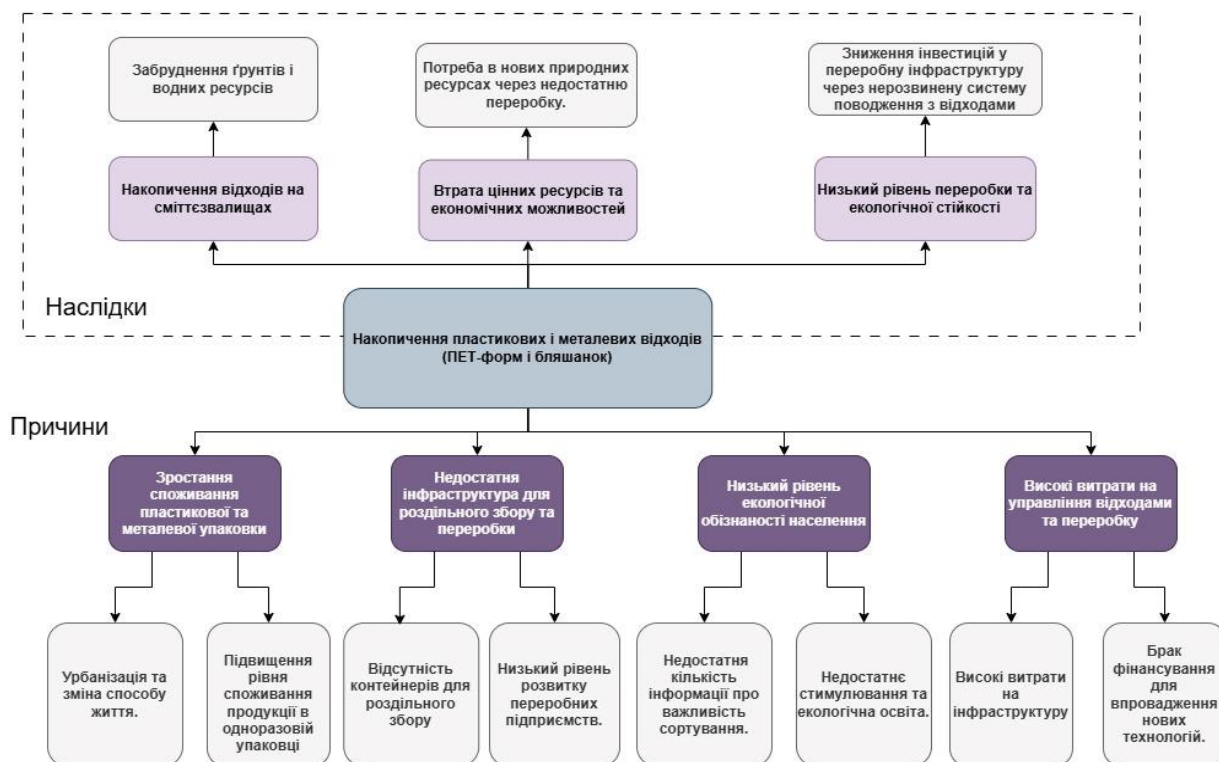 Забруднення ґрунтів і
водних ресурсів
Потреба в нових природних
ресурсах через недостатню
переробку.
Зниження інвестицій у
переробну інфраструктуру
через нерозвинену систему
поводження з відходами
Накопичення відходів на
сміттєзвалищах
Втрата цінних ресурсів та
економічних можливостей
Низький рівень переробки та
екологічної стійкості
Наслідки
Накопичення пластикових і металевих відходів
(ПЕТ-форм і бляшанок)
Причини
Зростання
споживання
пластикової та
металевої упаковки
Недостатня
інфраструктура для
роздільного збору та
переробки
Низький рівень
екологічної
обізнаності населення
Високі витрати на
управління відходами
та переробку
Урбанізація та
зміна способу
життя.
Підвищення
рівня
споживання
продукції в
одноразовій
упаковці
Відсутність
контейнерів для
роздільного
збору
Низький рівень
розвитку
переробних
підприємств.
Недостатня
кількість
інформації про
важливість
сортування.
Недостатнє
стимулювання та
екологічна освіта.
Високі витрати
на
інфраструктуру
Брак
фінансування
для
впровадження
нових
технологій.